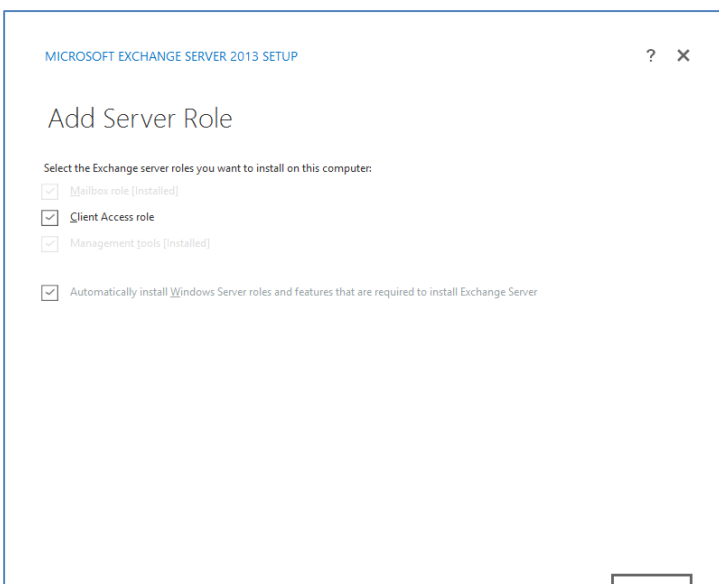 MICROSOFT EXCHANGE SERVER 2013 SETUP
?
Add Server Role
Select the Exchange server roles you want to install on this computer:
Mailbox role [Installed]
Client Access role
Management tools [Installed]
Automatically install Windows Server roles and features that are required to install Exchange Server